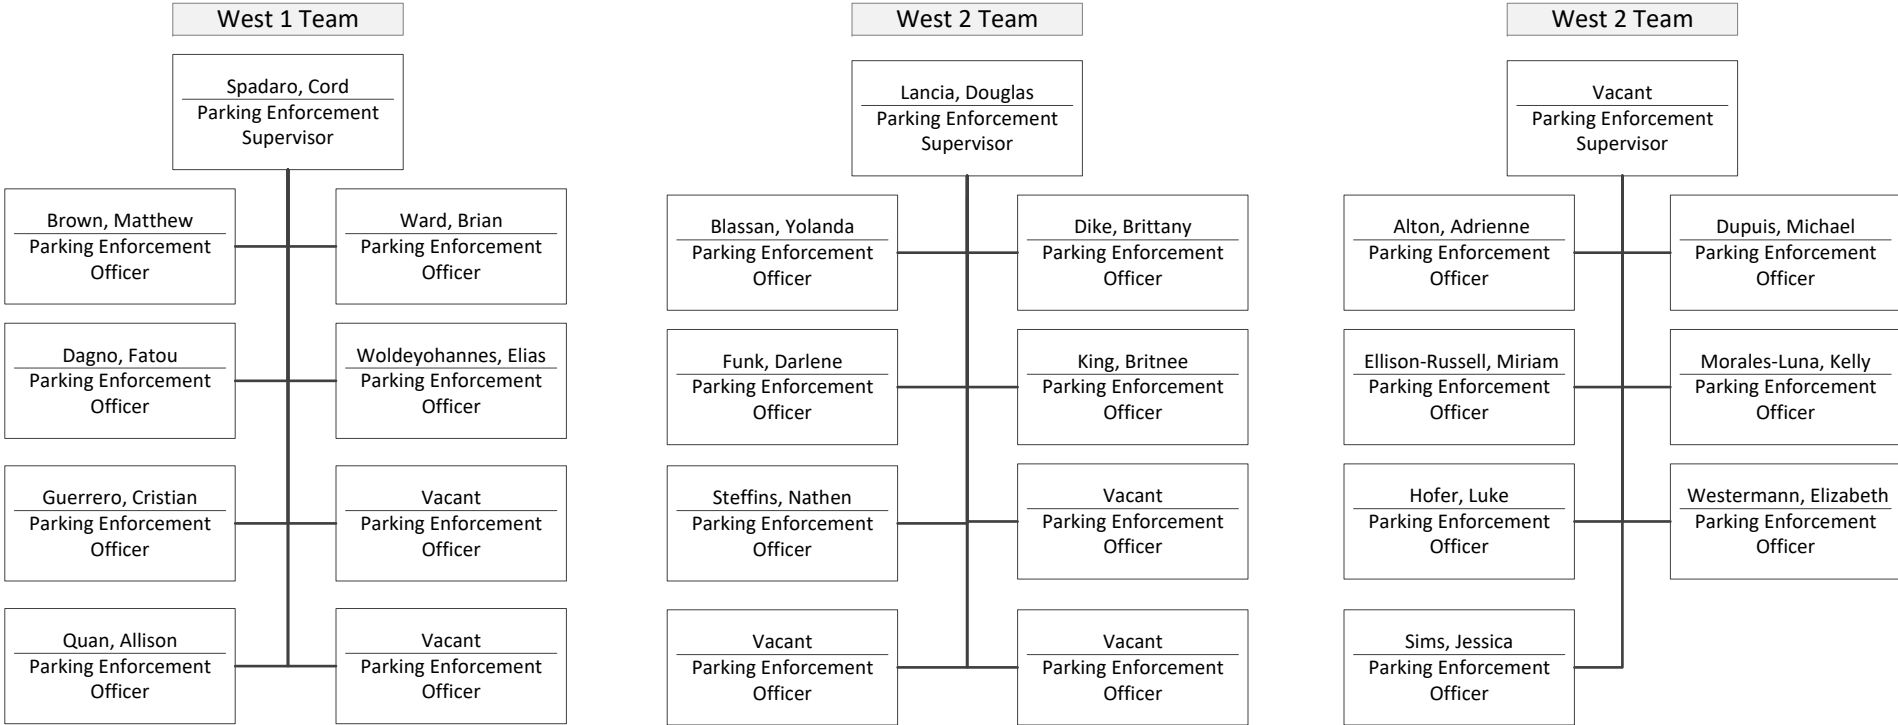 West 1 Team
Spadaro, Cord
Parking Enforcement
Supervisor
Brown, Matthew
Parking Enforcement
Officer
Ward, Brian
Parking Enforcement
Officer
Dagno, Fatou
Parking Enforcement
Officer
Woldeyohannes, Elias
Parking Enforcement
Officer
Guerrero, Cristian
Parking Enforcement
Officer
Vacant
Parking Enforcement
Officer
Quan, Allison
Parking Enforcement
Officer
Vacant
Parking Enforcement
Officer
West 2 Team
Lancia, Douglas
Parking Enforcement
Supervisor
Blassan, Yolanda
Parking Enforcement
Officer
Dike, Brittany
Parking Enforcement
Officer
Funk, Darlene
Parking Enforcement
Officer
King, Britnee
Parking Enforcement
Officer
Steffins, Nathen
Parking Enforcement
Officer
Vacant
Parking Enforcement
Officer
Vacant
Parking Enforcement
Officer
Vacant
Parking Enforcement
Officer
West 2 Team
Vacant
Parking Enforcement
Supervisor
Alton, Adrienne
Parking Enforcement
Officer
Dupuis, Michael
Parking Enforcement
Officer
Ellison-Russell, Miriam
Parking Enforcement
Officer
Morales-Luna, Kelly
Parking Enforcement
Officer
Hofer, Luke
Parking Enforcement
Officer
Westermann, Elizabeth
Parking Enforcement
Officer
Sims, Jessica
Parking Enforcement
Officer